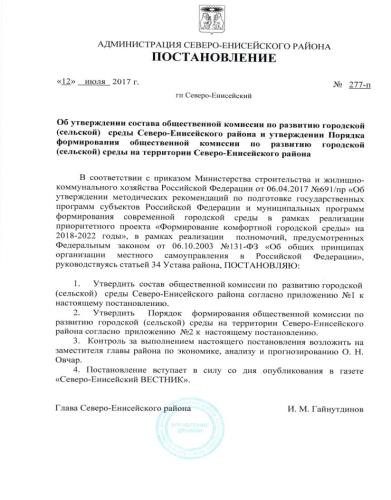 АДМИНИСТРАЦИЯ СЕВЕРО-ЕНИСЕЙСКОГО РАЙОНА
ПОСТАНОВЛЕНИЕ
«12» июля 2017 г. № 277-п
гп Северо-Енисейский
Об утверждении состава общественной комиссии по развитию городской
(сельской) среды Северо-Енисейского района и утверждении Порядка
формирования общественной комиссии по развитию городской
(сельской) среды на территории Северо-Енисейского района
В соответствии с приказом Министерства строительства и жилищно-
коммунального хозяйства Российской Федерации от 06.04.2017 №691/пр «Об
утверждении методических рекомендаций по подготовке государственных
программ субъектов Российской Федерации и муниципальных программ
формирования современной городской среды в рамках реализации
приоритетного проекта «Формирование комфортной городской среды» на
2018-2022 годы», в рамках реализации полномочий, предусмотренных
Федеральным законом от 06.10.2003 №131-ФЗ «Об общих принципах
организации местного самоуправления в Российской Федерации»,
руководствуясь статьей 34 Устава района, ПОСТАНОВЛЯЮ:
1. Утвердить состав общественной комиссии по развитию городской
(сельской) среды Северо-Енисейского района согласно приложению №1 к
настоящему постановлению.
2. Утвердить Порядок формирования общественной комиссии по
развитию городской (сельской) среды на территории Северо-Енисейского
района согласно приложению №2 к настоящему постановлению.
3. Контроль за выполнением настоящего постановления возложить на
заместителя главы района по экономике, анализу и прогнозированию О. Н.
Овчар.
4. Постановление вступает в силу со дня опубликования в газете
«Северо-Енисейский ВЕСТНИК».
Глава Северо-Енисейского района И. М. Гайнутдинов